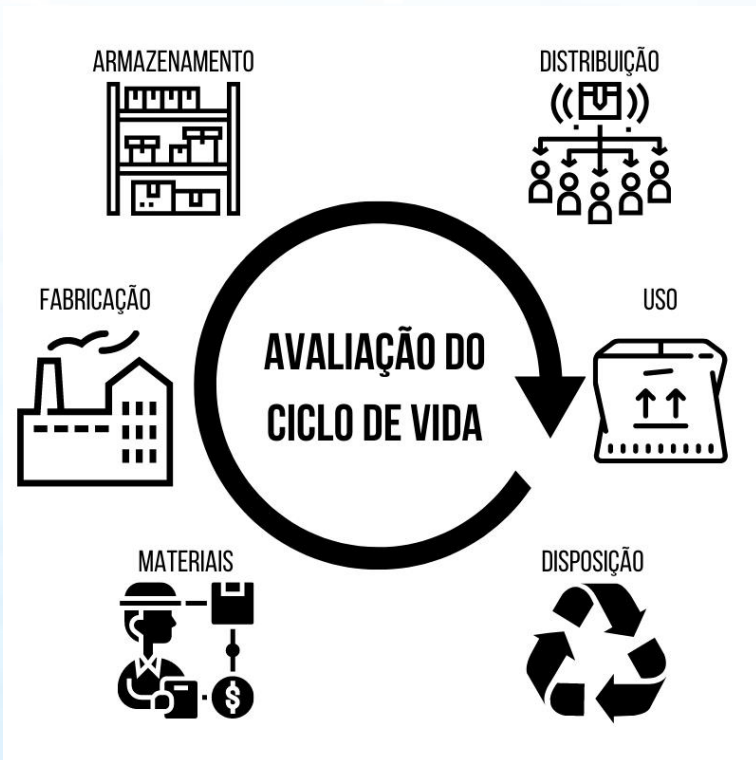 ARMAZENAMENTO
DISTRIBUIÇÃO
FABRICAÇÃO
USO
AVALIAÇÃO DO
CICLO DE VIDA
MATERIAIS
DISPOSIÇÃO
$